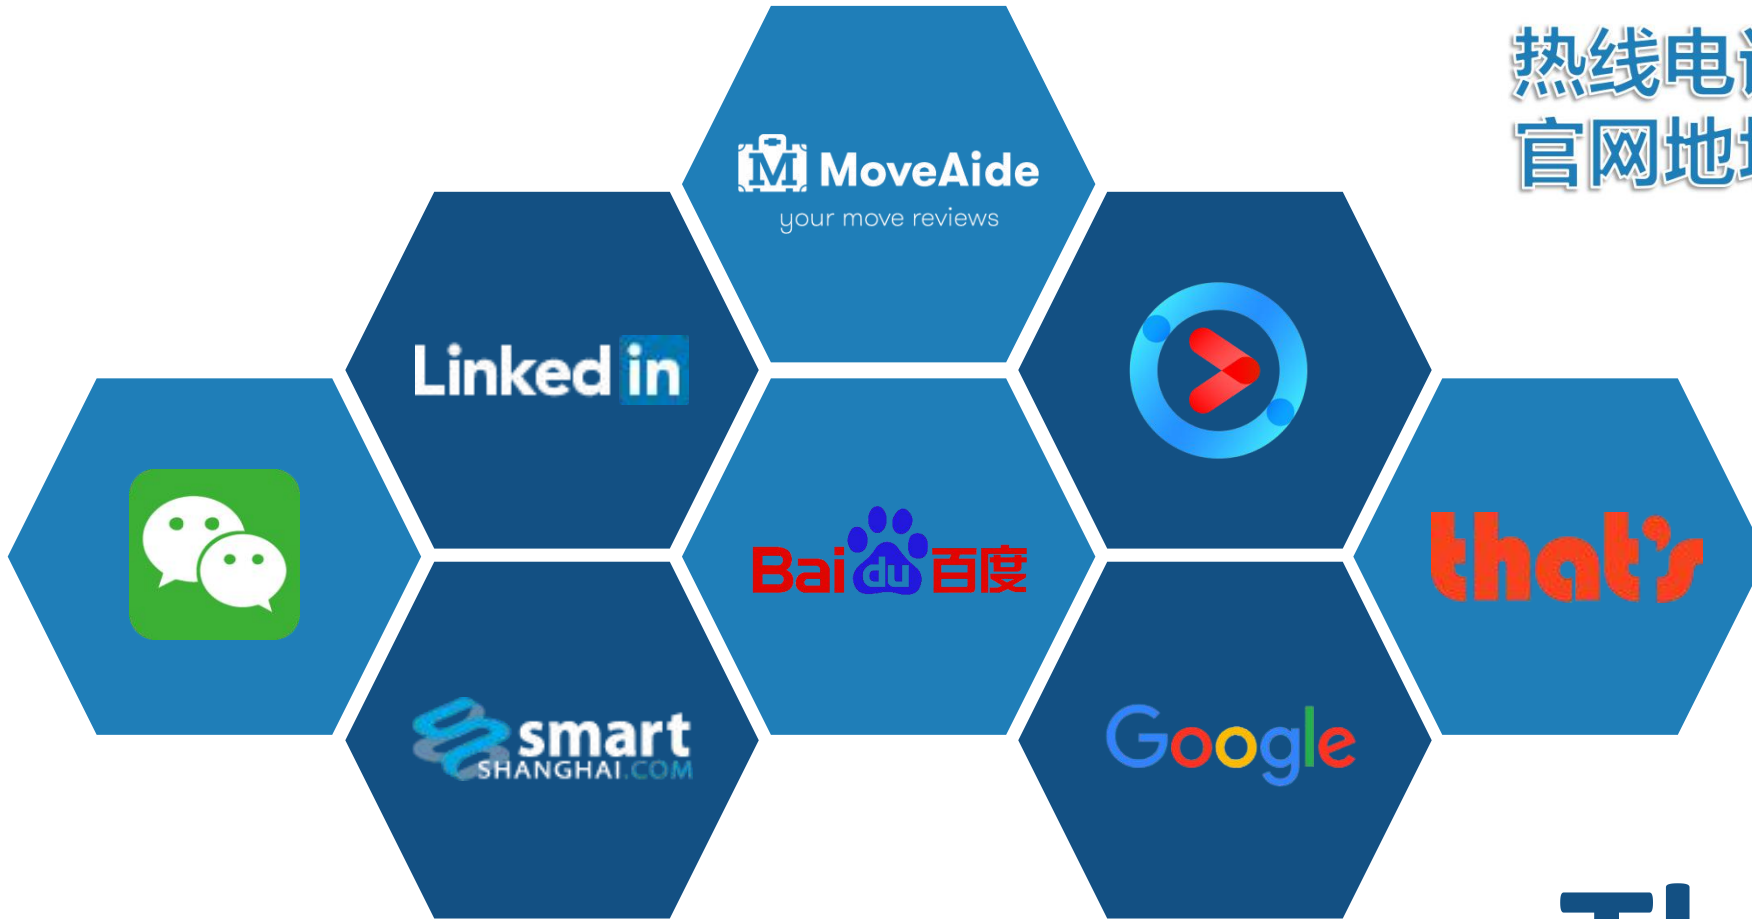 热线电
官网地
MoveAide
your move reviews
Linked in
Bai du 百度
that's
smart
SHANGHAI.COM
Google